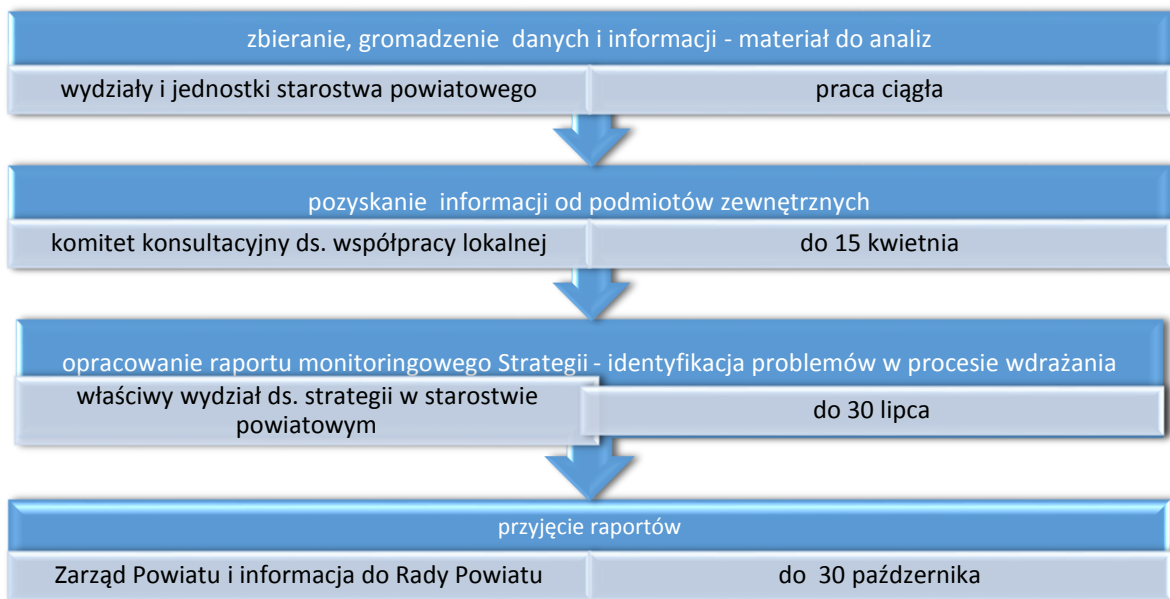 zbieranie, gromadzenie danych i informacji - materiał do analiz
wydziały i jednostki starostwa powiatowego
praca ciągła
pozyskanie informacji od podmiotów zewnętrznych
komitet konsultacyjny ds. współpracy lokalnej
do 15 kwietnia
opracowanie raportu monitoringowego Strategii - identyfikacja problemów w procesie wdrażania
właściwy wydział ds. strategii w starostwie
powiatowym
do 30 lipca
przyjęcie raportów
Zarząd Powiatu i informacja do Rady Powiatu
do 30 października